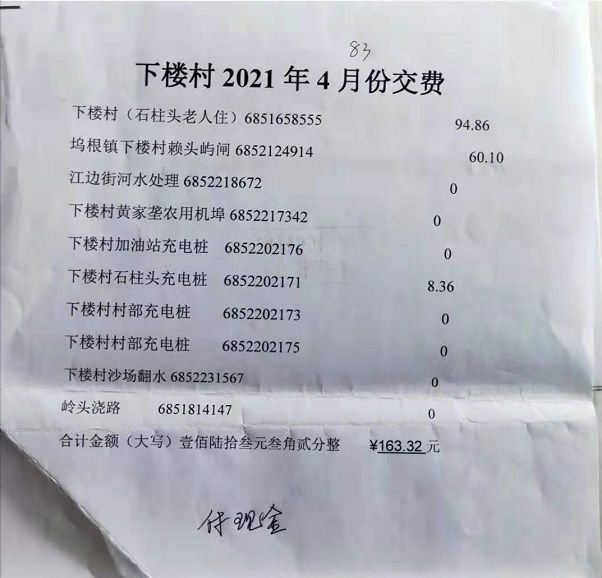 83
下楼村 2021 年 4 月份交费
下楼村（石柱头老人住）6851658555 94.86
坞根镇下楼村赖头屿闸 6852124914 60.10
江边街河水处理 6852218672 0
下楼村黄家垄农用机埠 6852217342 0
下楼村加油站充电桩 6852202176 0
下楼村石柱头充电桩 6852202171 8.36
下楼村村部充电桩 6852202173 0
下楼村村部充电桩 6852202175 0
下楼村沙场翻水 6852231567 0
岭头浇路 6851814147 0
合计金额（大写）壹佰陆拾叁元叁角贰分整 ¥163.32 元
付现金